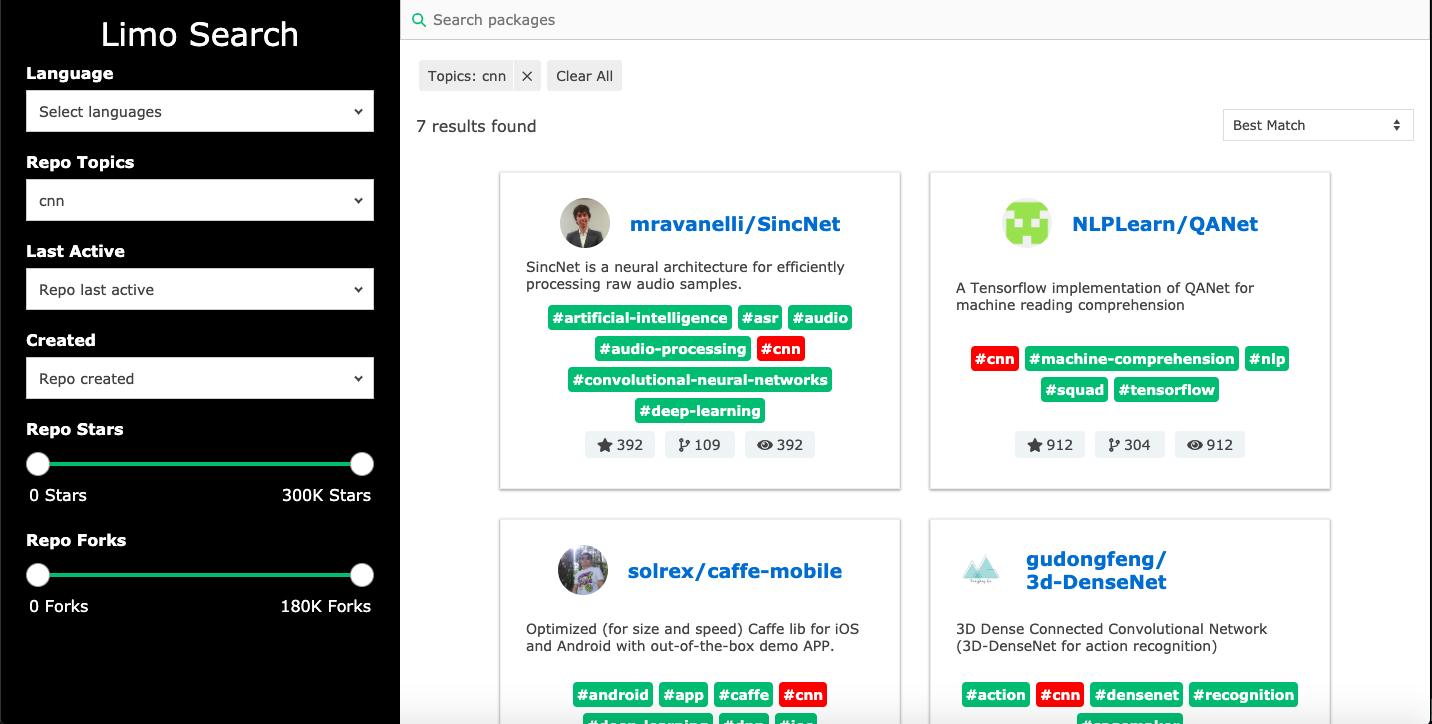 Limo Search
Language
Select languages
Repo Topics
cnn
Last Active
Repo last active
Created
Repo created
Repo Stars
0 Stars 300K Stars
Repo Forks
0 Forks 180K Forks
Search packages
Topics: cnn × Clear All
7 results found
Best Match
mravanelli/SincNet
SincNet is a neural architecture for efficiently
processing raw audio samples.
#artificial-intelligence #asr #audio
#audio-processing #cnn
#convolutional-neural-networks
#deep-learning
392 109 392
NLPLearn/QANet
A Tensorflow implementation of QANet for
machine reading comprehension
#cnn #machine-comprehension #nlp
#squad #tensorflow
912 304 912
solrex/caffe-mobile
Optimized (for size and speed) Caffe lib for iOS
and Android with out-of-the-box demo APP.
#android #app #caffe #cnn
#deep-learning #dnn #ios
gudongfeng/
3d-DenseNet
3D Dense Connected Convolutional Network
(3D-DenseNet for action recognition)
#action #cnn #densenet #recognition